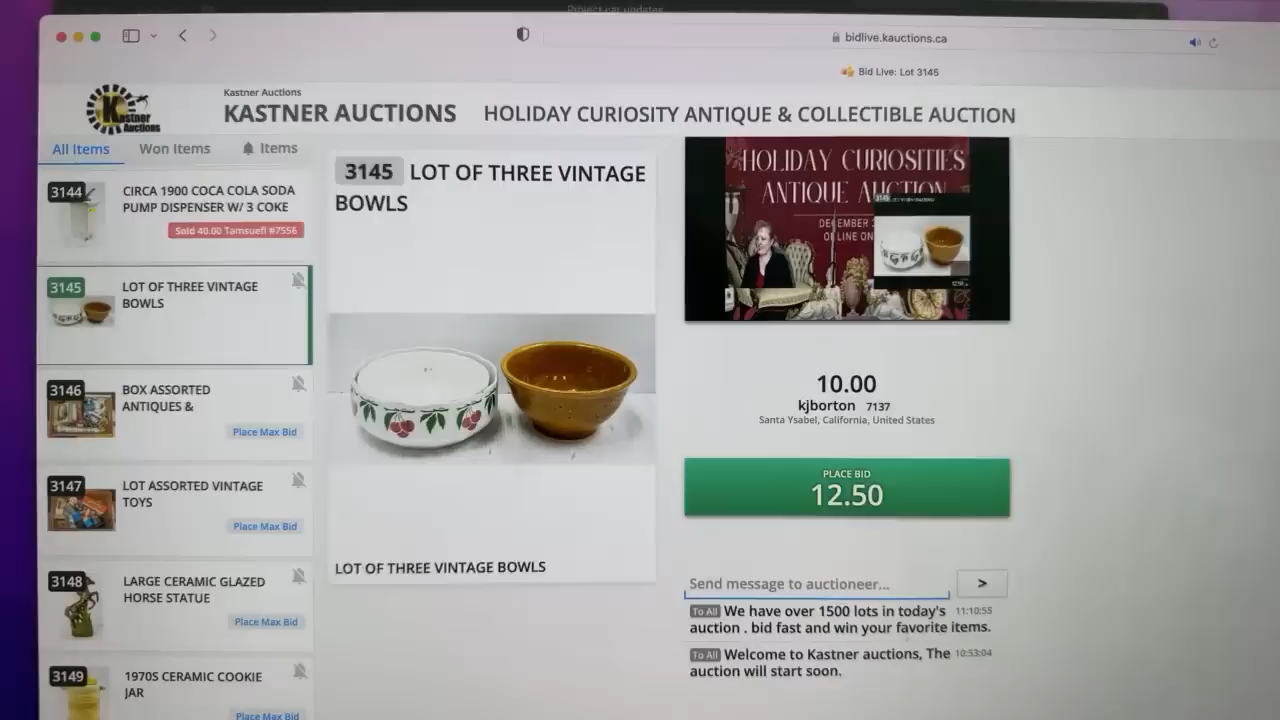 Project car updates
bidlive.kauctions.ca
Bid Live: Lot 3145
Kastner Auctions
Kastner
Auctions
KASTNER AUCTIONS
HOLIDAY CURIOSITY ANTIQUE & COLLECTIBLE AUCTION
All Items
Won Items
Items
3144
CIRCA 1900 COCA COLA SODA
PUMP DISPENSER W/ 3 COKE
Sold 40.00 Tamsuefl #7556
3145
LOT OF THREE VINTAGE
BOWLS
3146
BOX ASSORTED
ANTIQUES &
Place Max Bid
3147
LOT ASSORTED VINTAGE
TOYS
Place Max Bid
3148
LARGE CERAMIC GLAZED
HORSE STATUE
Place Max Bid
3149
1970S CERAMIC COOKIE
JAR
Place Max Bid
3145 LOT OF THREE VINTAGE
BOWLS
LOT OF THREE VINTAGE BOWLS
HOLIDAY CURIOSITIES
ANTIQUE AUCTION
DECEMBER
ONLINE ON
3145
10.00
kjborton 7137
Santa Ysabel, California, United States
PLACE BID
12.50
Send message to auctioneer...
>
To All We have over 1500 lots in today's 11:10:55
auction . bid fast and win your favorite items.
To All Welcome to Kastner auctions, The 10:53:04
auction will start soon.